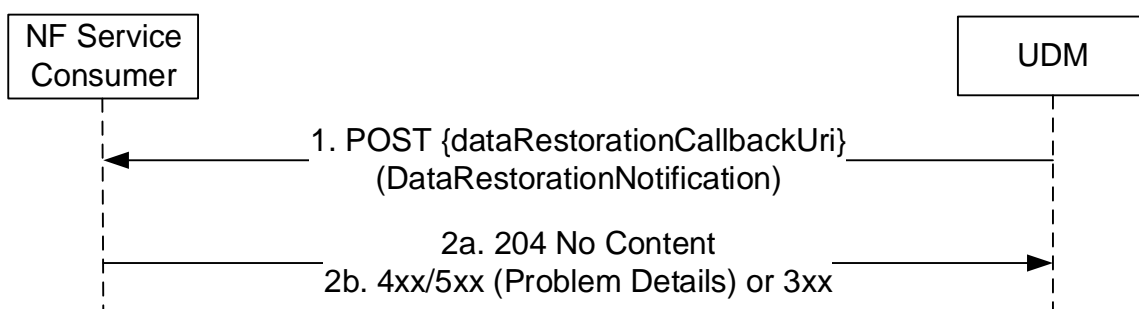 NF Service
Consumer
UDM
1. POST {dataRestorationCallbackUri}
(DataRestorationNotification)
2a. 204 No Content
2b. 4xx/5xx (Problem Details) or 3xx